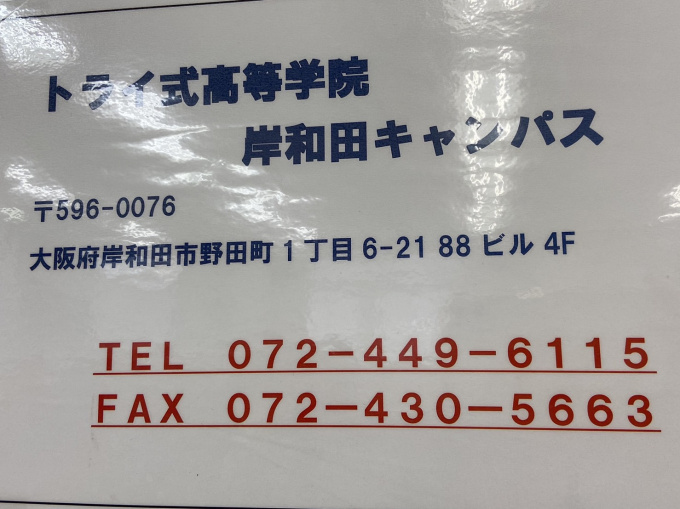 トライ式高等学院
岸和田キャンパス
〒596-0076
大阪府岸和田市野田町1丁目6-21 88ビル 4F
TEL 072-449-6115
FAX 072-430-5663